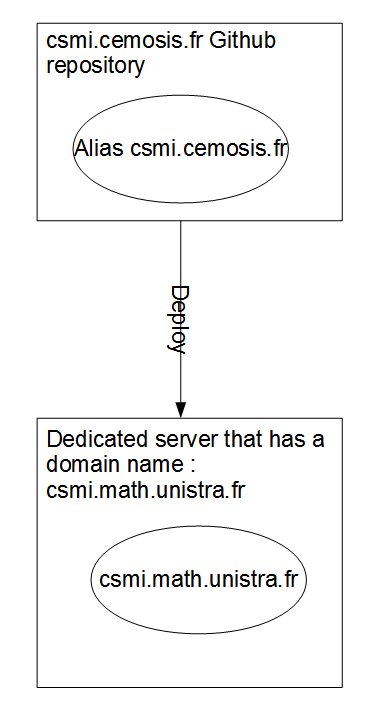 csmi.cemosis.fr Github
repository
Alias csmi.cemosis.fr
Deploy
Dedicated server that has a
domain name :
csmi.math.unistra.fr
csmi.math.unistra.fr